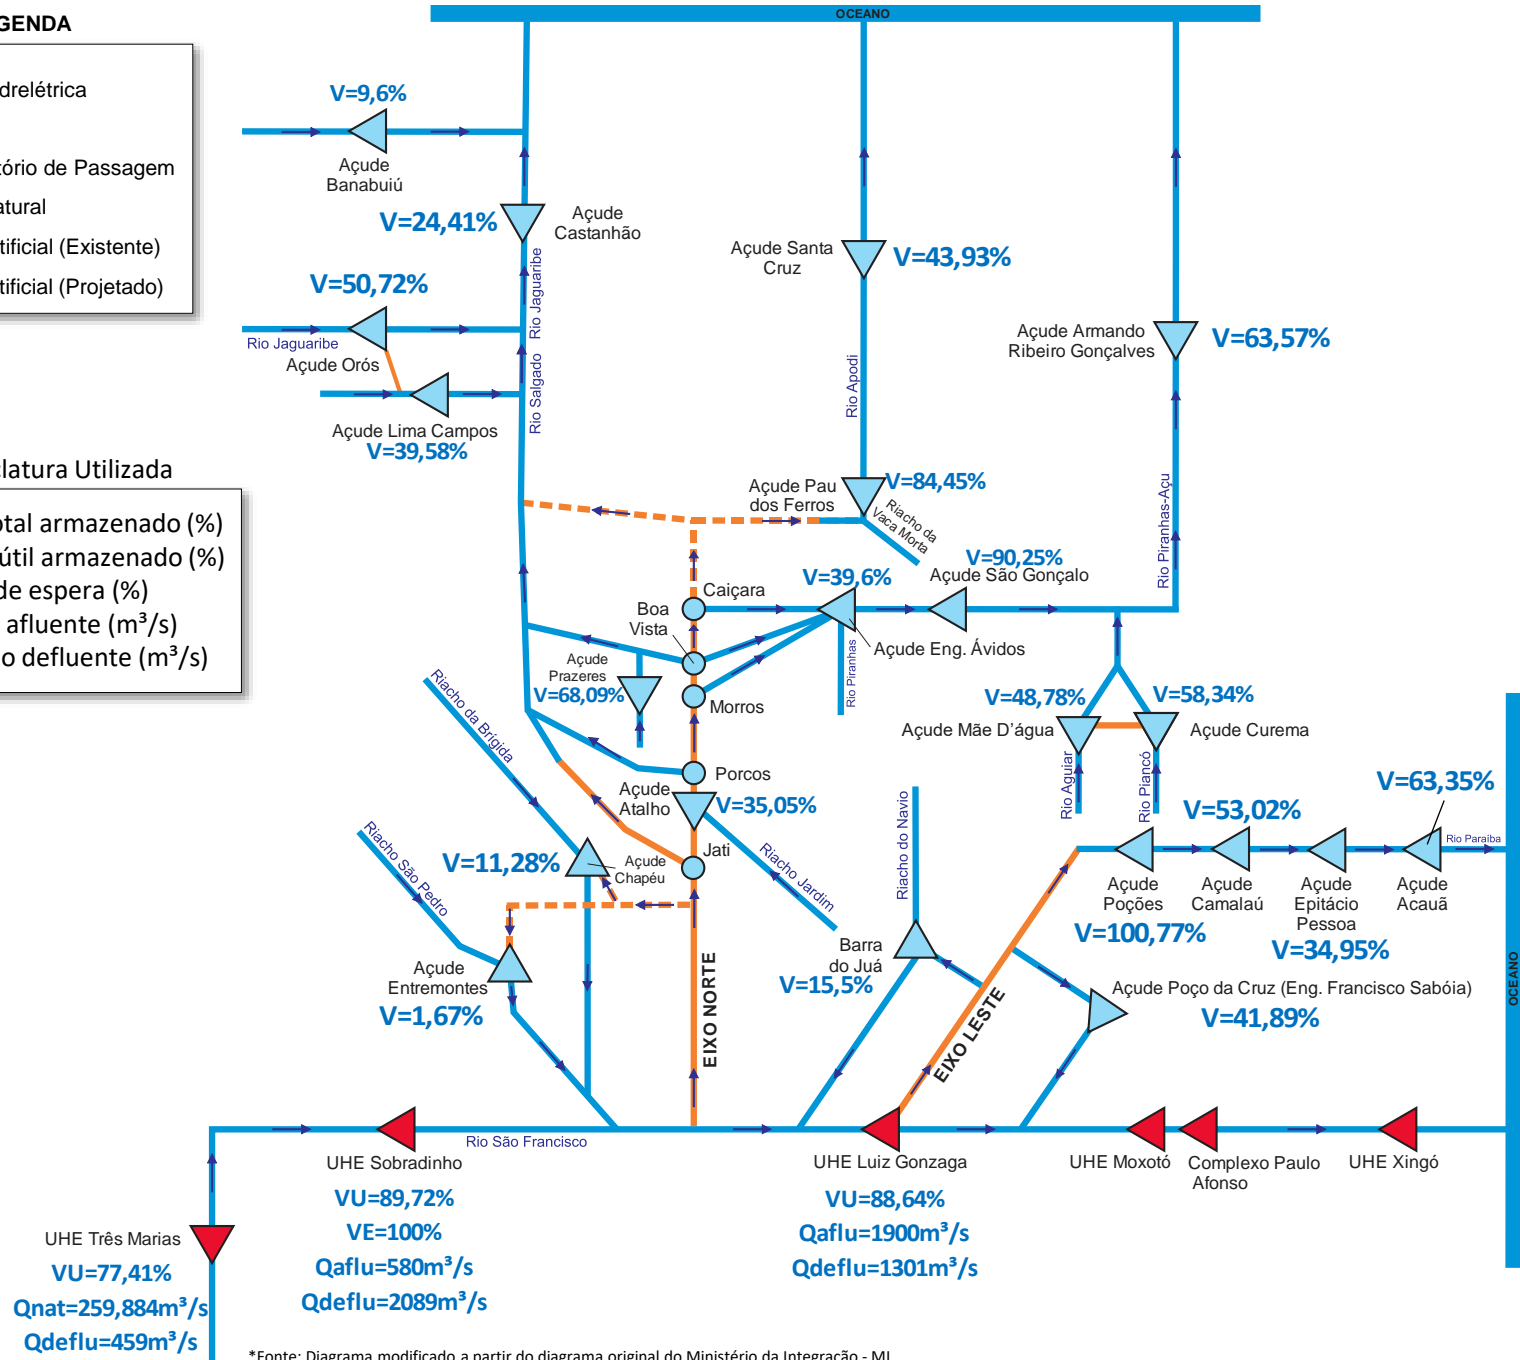 OCEANO
GENDA
drelétrica
tório de Passagem
atural
tificial (Existente)
tificial (Projetado)
V=9,6%
Açude
Banabuiú
V=24,41%
Açude
Castanhão
Rio Jaguaribe
V=50,72%
Rio Jaguaribe
Açude Orós
Rio Salgado
Açude Lima Campos
V=39,58%
Açude Santa
Cruz
V=43,93%
Rio Apodi
Açude Armando
Ribeiro Gonçalves
V=63,57%
Rio Piranhas-Açu
clatura Utilizada
otal armazenado (%)
útil armazenado (%)
de espera (%)
afluente (m³/s)
o defluente (m³/s)
Açude Pau
dos Ferros
V=84,45%
Riacho da
Vaca Morta
V=90,25%
Açude São Gonçalo
V=39,6%
Caiçara
Boa
Vista
Açude Eng. Ávidos
Rio Piranhas
Açude
Prazeres
V=68,09%
Morros
Riacho da Brígida
Porcos
Açude
Atalho
V=35,05%
V=48,78%
V=58,34%
Açude Mãe D'água
Açude Curema
Rio Aguiar
Rio Piancó
V=63,35%
V=53,02%
Rio Paraíba
Riacho São Pedro
V=11,28%
Açude
Chapéu
Jati
Riacho Jardim
Riacho do Navio
Açude
Poções
V=100,77%
Açude
Camalaú
Açude
Epitácio
Pessoa
V=34,95%
Açude
Acauã
Açude
Entremontes
V=1,67%
Barra
do Juá
V=15,5%
Açude Poço da Cruz (Eng. Francisco Sabóia)
V=41,89%
OCEANO
EIXO NORTE
EIXO LESTE
Rio São Francisco
UHE Sobradinho
VU=89,72%
VE=100%
Qaflu=580m³/s
Qdeflu=2089m³/s
UHE Luiz Gonzaga
VU=88,64%
Qaflu=1900m³/s
Qdeflu=1301m³/s
UHE Moxotó
Complexo Paulo
Afonso
UHE Xingó
UHE Três Marias
VU=77,41%
Qnat=259,884m³/s
Qdeflu=459m³/s
*Fonte: Diagrama modificado a partir do diagrama original do Ministério da Integração - MI